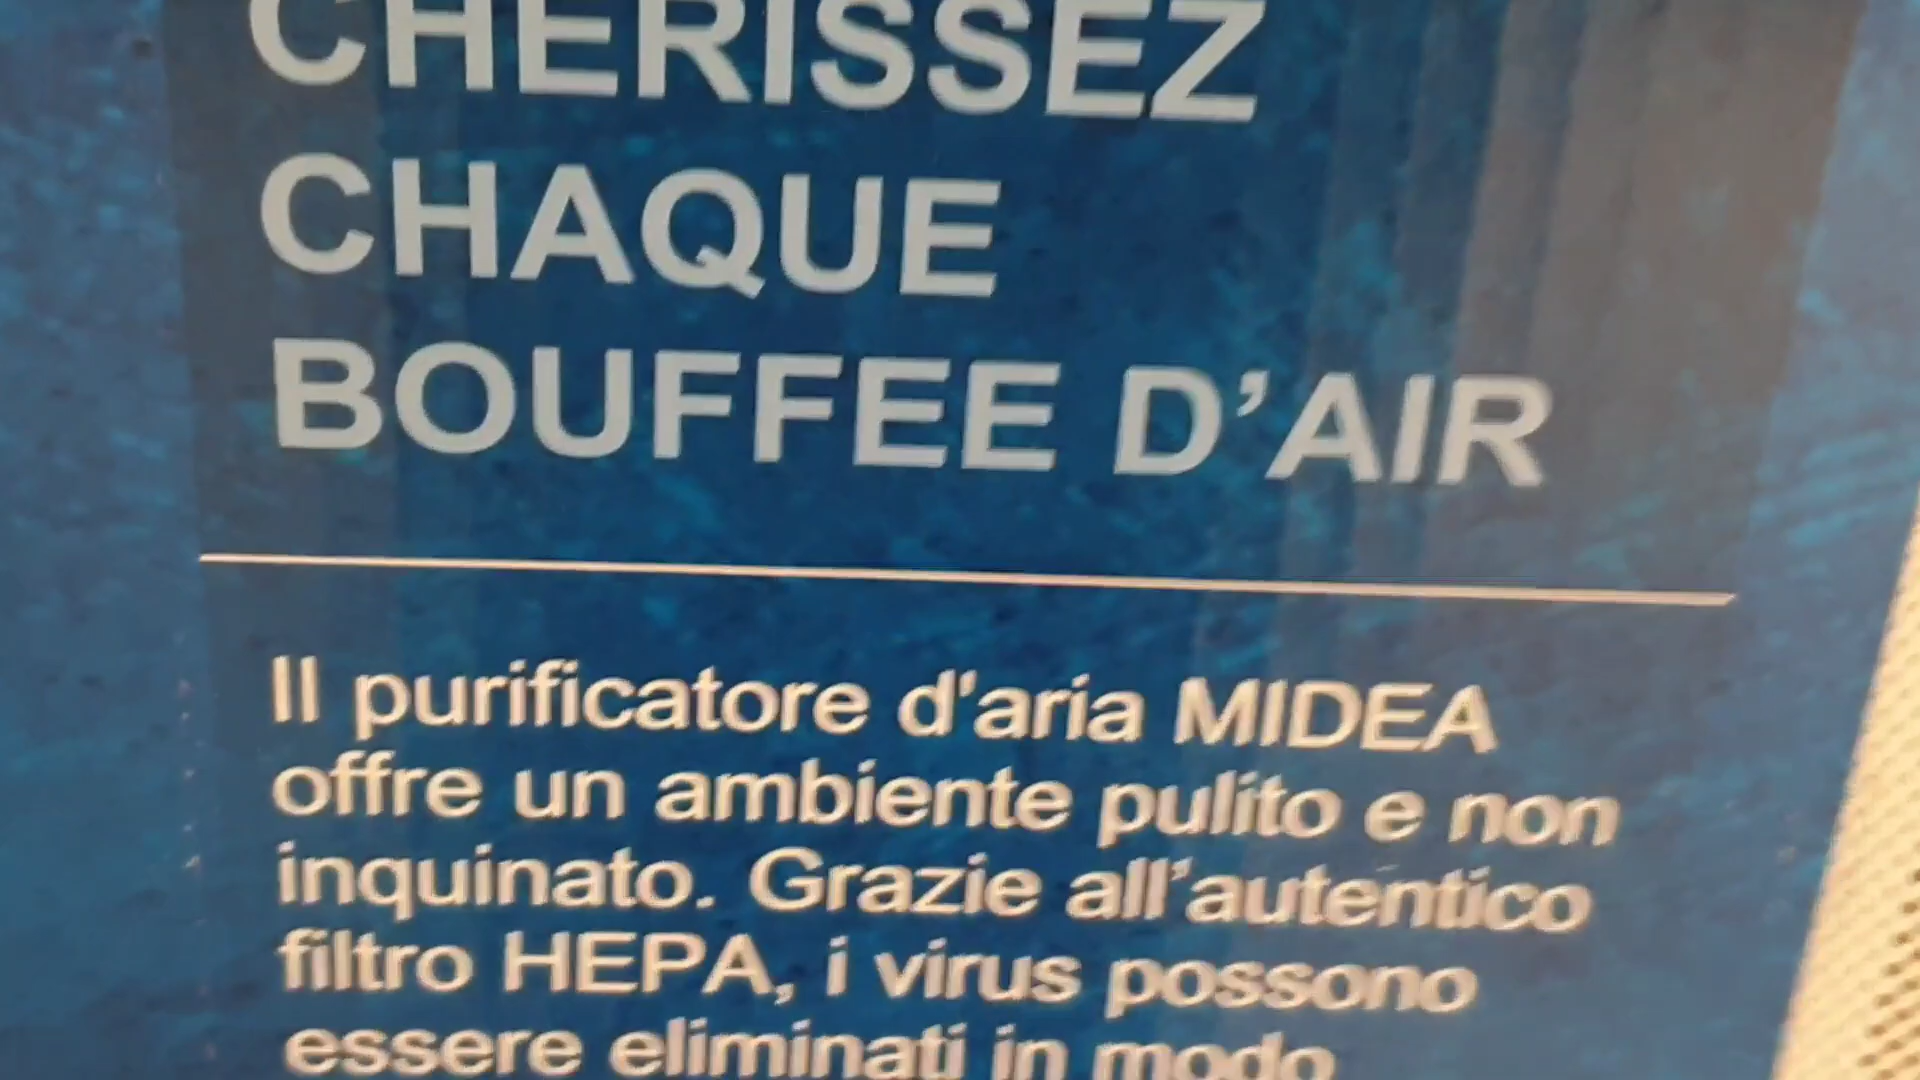 CHERISSEZ
CHAQUE
BOUFFEE D’AIR
Il purificatore d'aria MIDEA
offre un ambiente pulito e non
inquinato. Grazie all’autentico
filtro HEPA, i virus possono
essere eliminati in modo